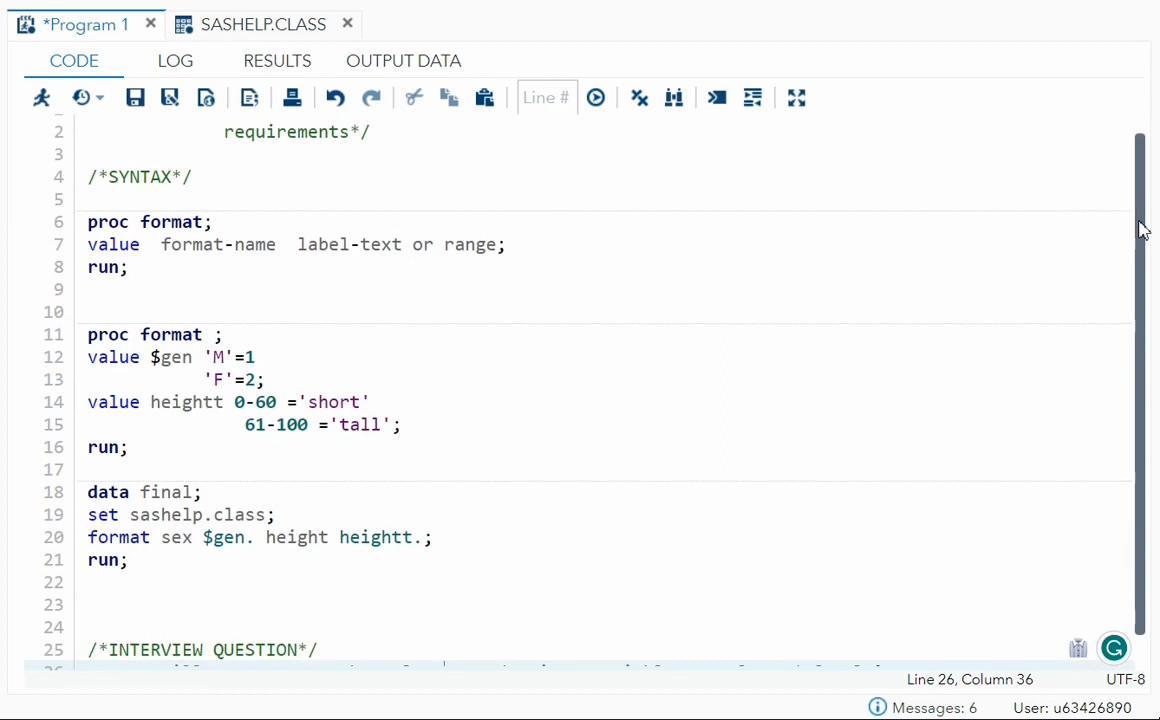 *Program 1 SASHELP.CLASS
CODE LOG RESULTS OUTPUT DATA
Line #
2 requirements*/
3
4 /*SYNTAX*/
5
6 proc format;
7 value  format-name  label-text or range;
8 run;
9
10
11 proc format ;
12 value $gen 'M'=1
13 'F'=2;
14 value heightt 0-60 ='short'
15 61-100 ='tall';
16 run;
17
18 data final;
19 set sashelp.class;
20 format sex $gen. height heightt.;
21 run;
22
23
24
25 /*INTERVIEW QUESTION*/
Line 26, Column 36 UTF-8
Messages: 6 User: u63426890